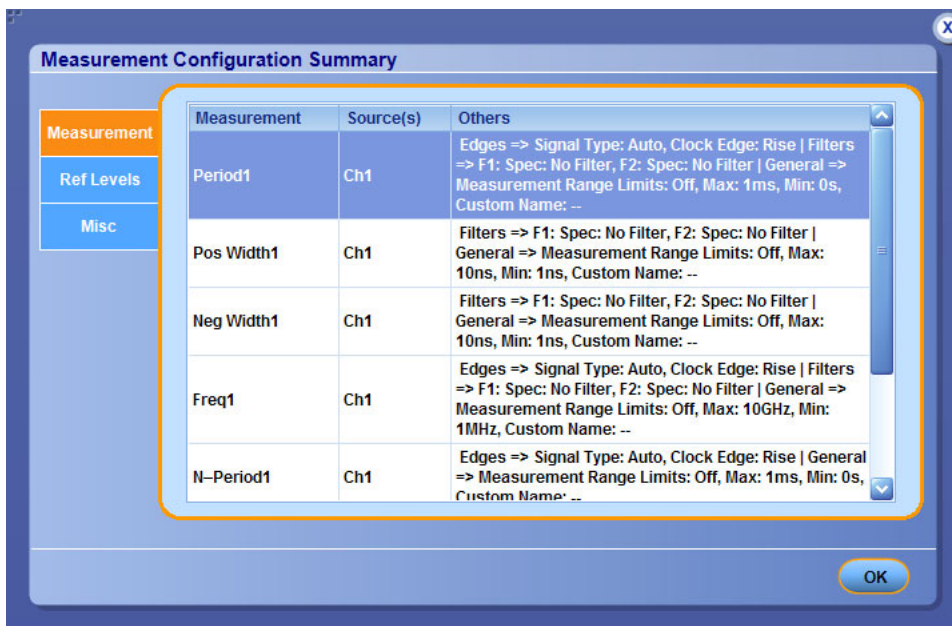 X
Measurement Configuration Summary
Measurement
Ref Levels
Misc
Measurement Source(s) Others
Period1 Ch1
Edges => Signal Type: Auto, Clock Edge: Rise | Filters
=> F1: Spec: No Filter, F2: Spec: No Filter | General =>
Measurement Range Limits: Off, Max: 1ms, Min: 0s,
Custom Name: --
Pos Width1 Ch1
Filters => F1: Spec: No Filter, F2: Spec: No Filter |
General => Measurement Range Limits: Off, Max:
10ns, Min: 1ns, Custom Name: --
Neg Width1 Ch1
Filters => F1: Spec: No Filter, F2: Spec: No Filter |
General => Measurement Range Limits: Off, Max:
10ns, Min: 1ns, Custom Name: --
Freq1 Ch1
Edges => Signal Type: Auto, Clock Edge: Rise | Filters
=> F1: Spec: No Filter, F2: Spec: No Filter | General =>
Measurement Range Limits: Off, Max: 10GHz, Min:
1MHz, Custom Name: --
N–Period1 Ch1
Edges => Signal Type: Auto, Clock Edge: Rise | General
=> Measurement Range Limits: Off, Max: 1ms, Min: 0s,
Custom Name: --
OK